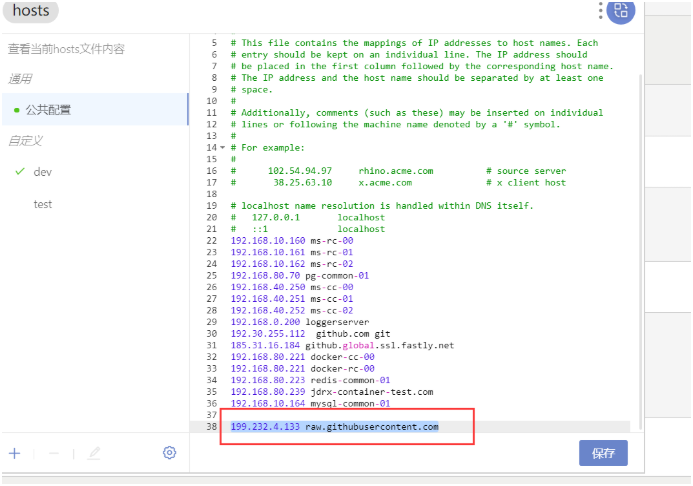 hosts
查看当前hosts文件内容
通用
公共配置
自定义
dev
test
5 # This file contains the mappings of IP addresses to host names. Each
6 # entry should be kept on an individual line. The IP address should
7 # be placed in the first column followed by the corresponding host name.
8 # The IP address and the host name should be separated by at least one
9 # space.
10 #
11 # Additionally, comments (such as these) may be inserted on individual
12 # lines or following the machine name denoted by a '#' symbol.
13 #
14 # For example:
15 #
16 # 102.54.94.97 rhino.acme.com # source server
17 # 38.25.63.10 x.acme.com # x client host
18
19 # localhost name resolution is handled within DNS itself.
20 # 127.0.0.1 localhost
21 # ::1 localhost
22 192.168.10.160 ms-rc-00
23 192.168.10.161 ms-rc-01
24 192.168.10.162 ms-rc-02
25 192.168.80.70 pg-common-01
26 192.168.40.250 ms-cc-00
27 192.168.40.251 ms-cc-01
28 192.168.40.252 ms-cc-02
29 192.168.0.200 loggerserver
30 192.30.255.112 github.com git
31 185.31.16.184 github.global.ssl.fastly.net
32 192.168.80.221 docker-cc-00
33 192.168.80.221 docker-rc-00
34 192.168.80.223 redis-common-01
35 192.168.80.239 jdrx-container-test.com
36 192.168.10.164 mysql-common-01
37
38 199.232.4.133 raw.githubusercontent.com
保存